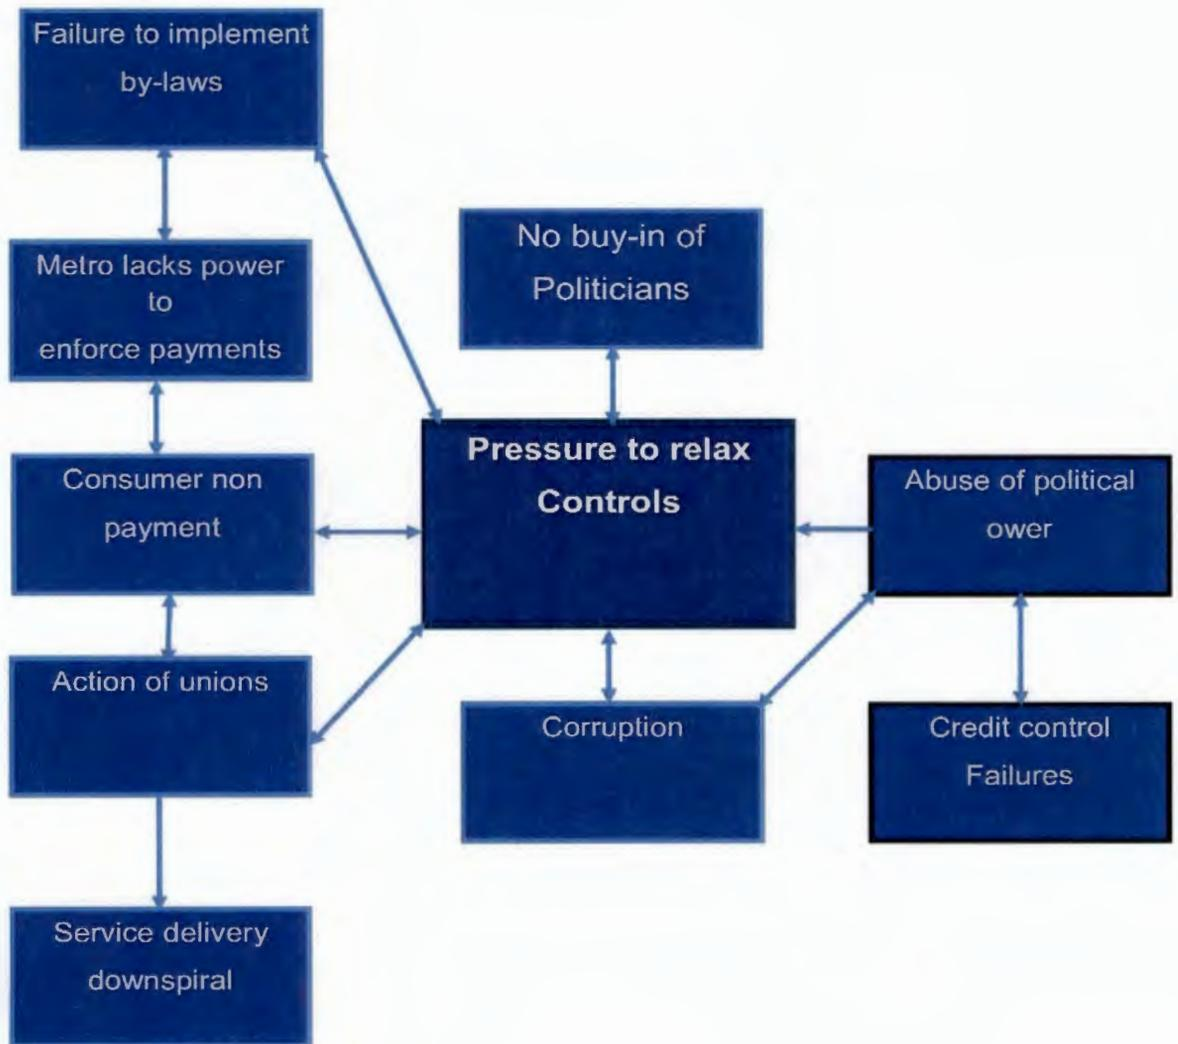 Failure to implement
by-laws
No buy-in of
Politicians
Metro lacks power
to
enforce payments
Pressure to relax
Controls
Consumer non
payment
Abuse of political
ower
Action of unions
Corruption
Credit control
Failures
Service delivery
downspiral